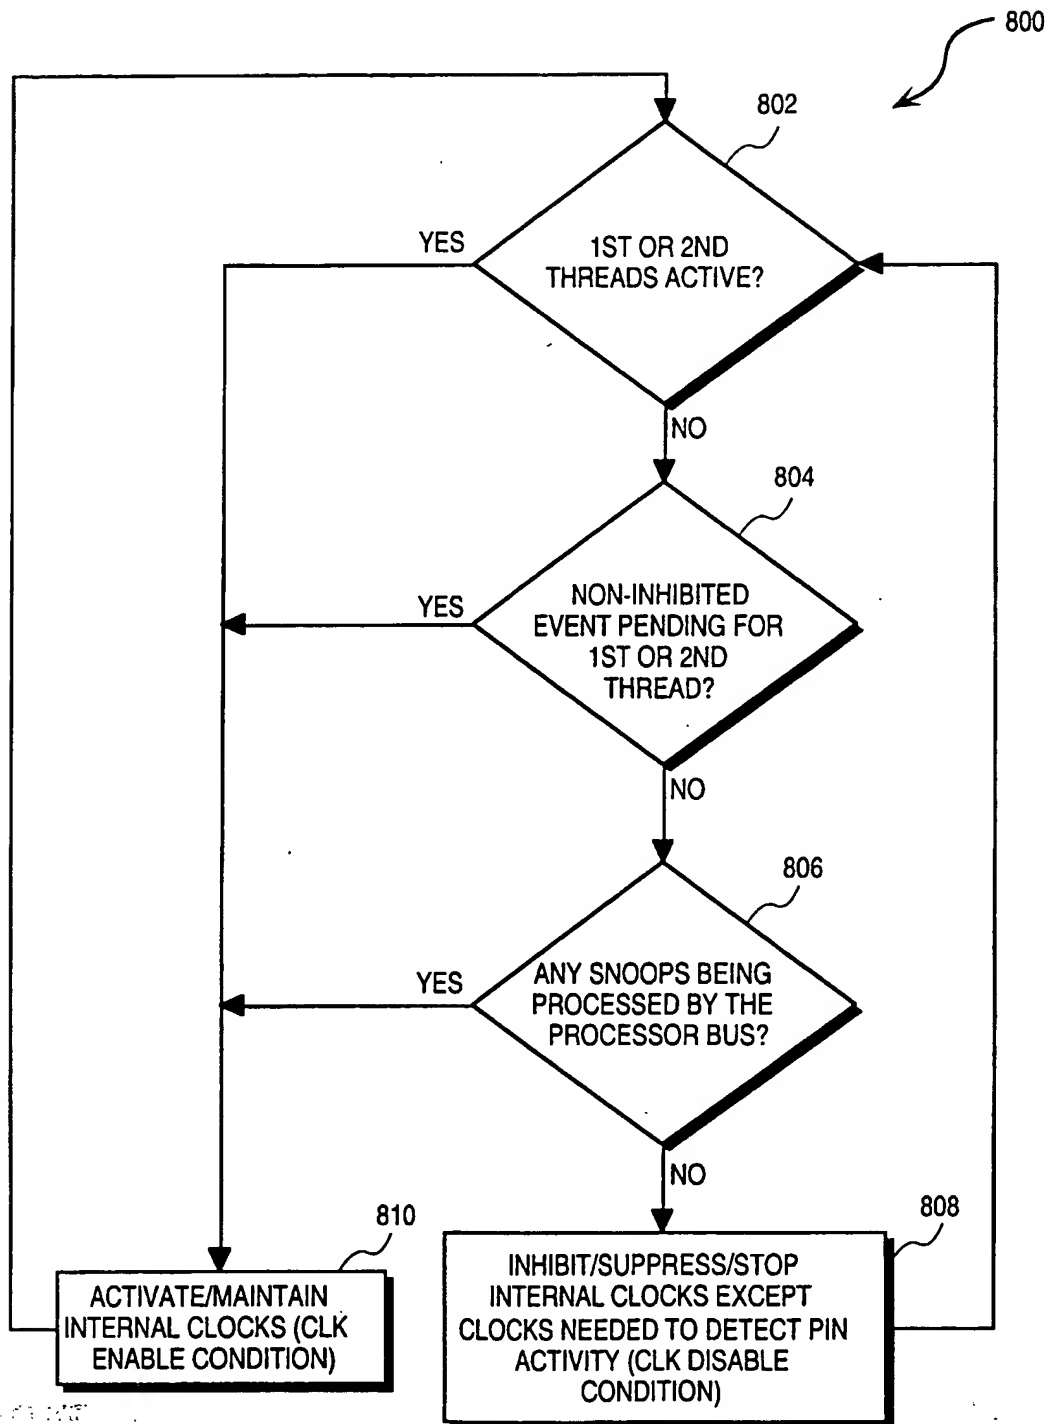 800
802
1ST OR 2ND
THREADS ACTIVE?
YES
NO
804
NON-INHIBITED
EVENT PENDING FOR
1ST OR 2ND
THREAD?
YES
NO
806
ANY SNOOPS BEING
PROCESSED BY THE
PROCESSOR BUS?
YES
NO
810
ACTIVATE/MAINTAIN
INTERNAL CLOCKS (CLK
ENABLE CONDITION)
808
INHIBIT/SUPPRESS/STOP
INTERNAL CLOCKS EXCEPT
CLOCKS NEEDED TO DETECT PIN
ACTIVITY (CLK DISABLE
CONDITION)